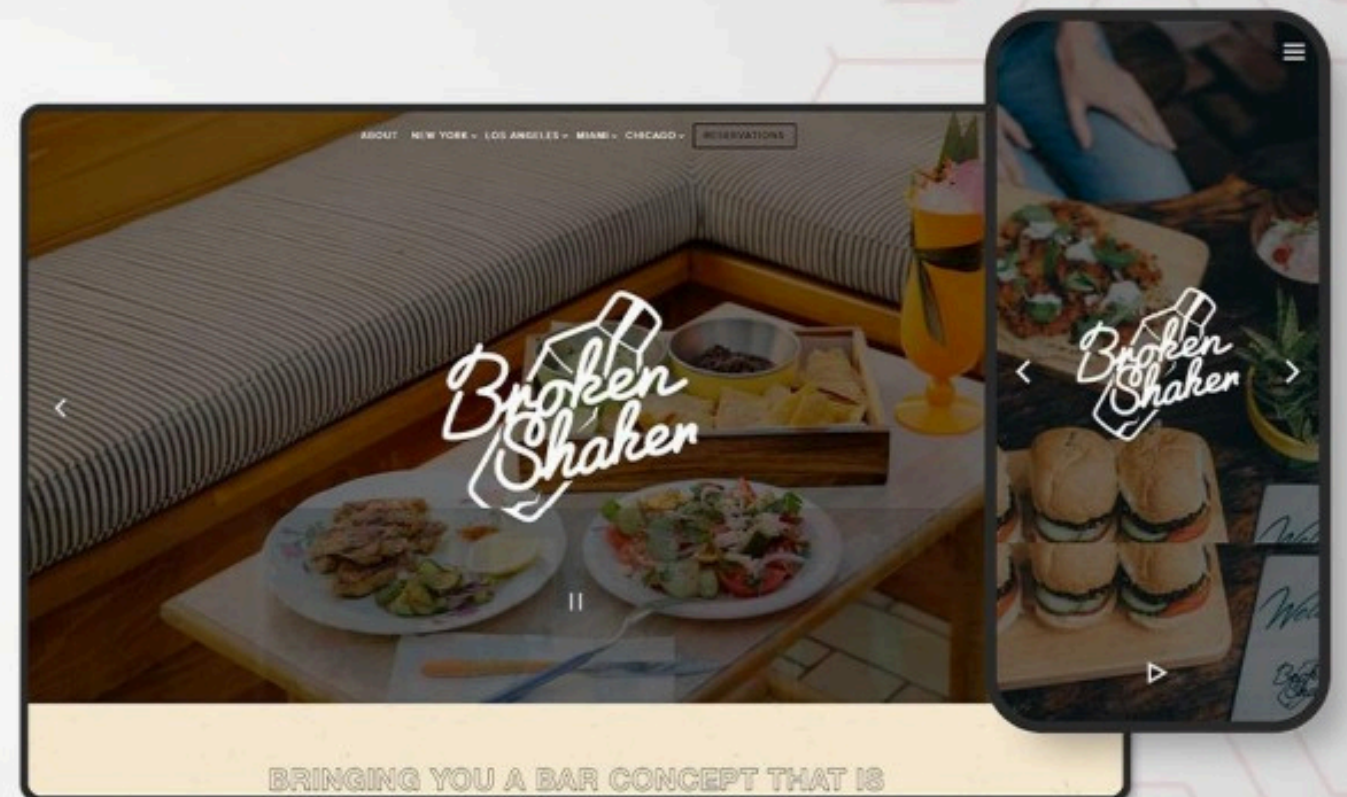 ABOUT NEW YORK LOS ANGELES MIAMI CHICAGO RESERVATIONS
Broken
Shaker
BRINGING YOU A BAR CONCEPT THAT IS
Broken
Shaker